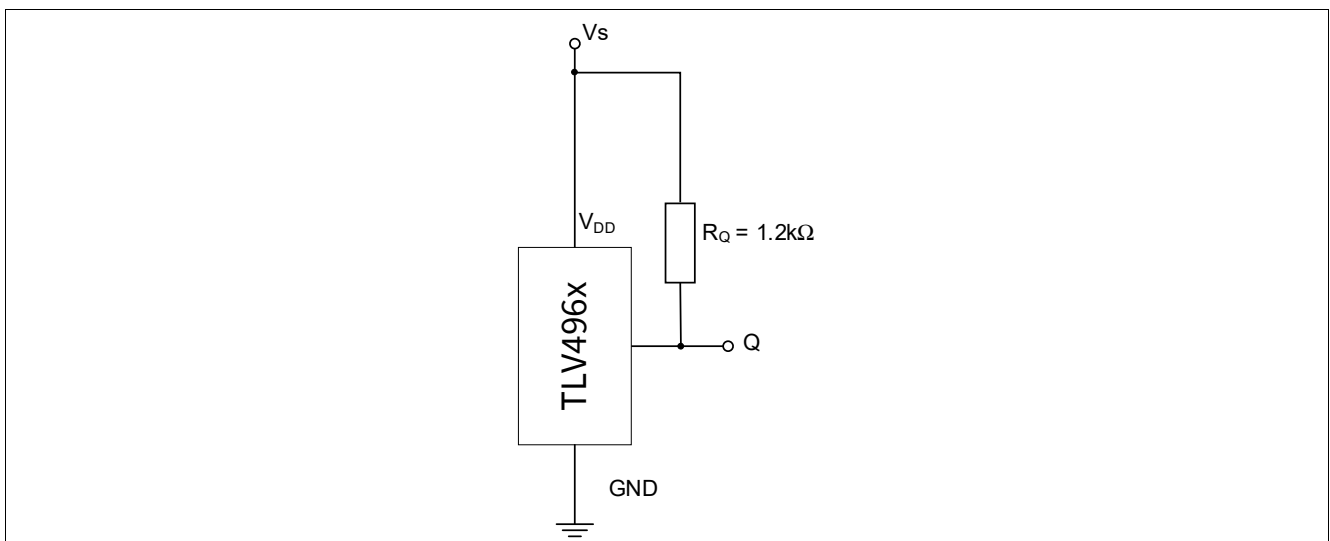 Vs
VDD
RQ = 1.2kΩ
TLV496x
Q
GND